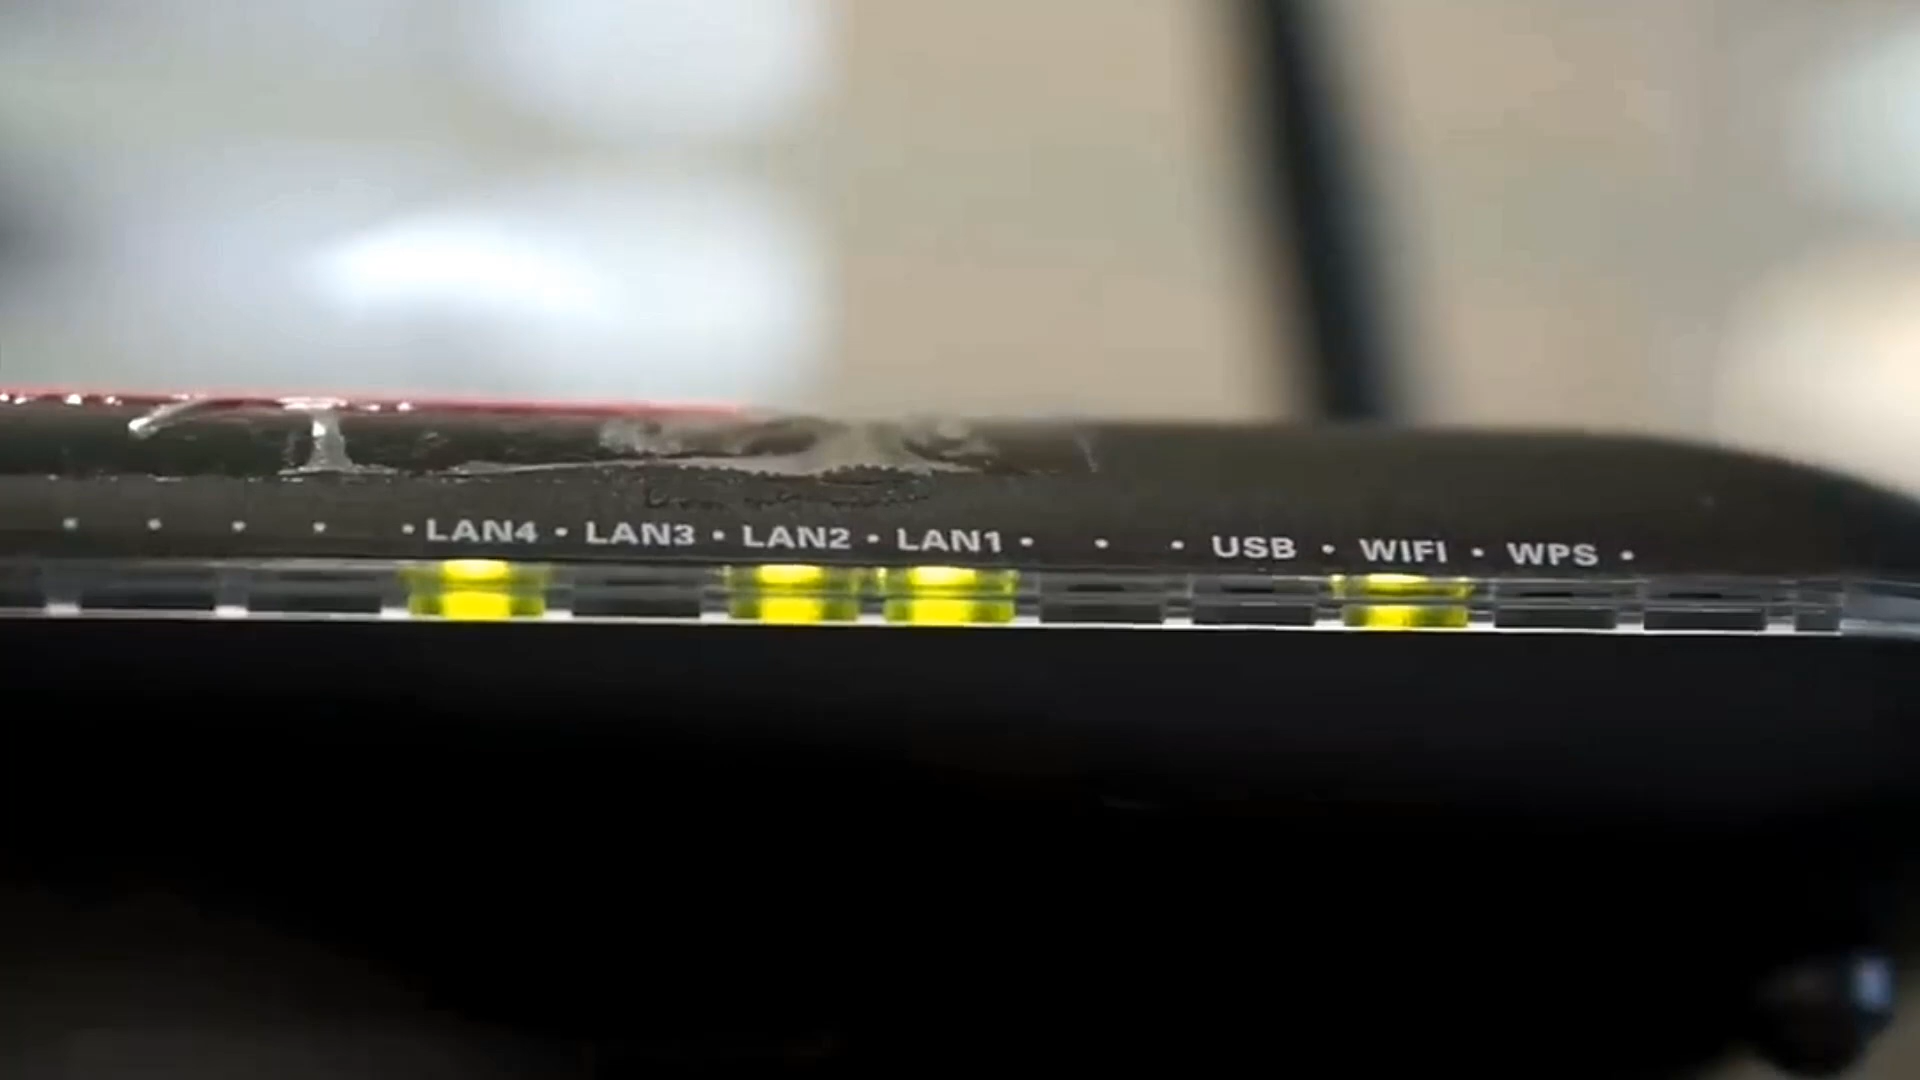 • • • • • LAN4 • LAN3 • LAN2 • LAN1 • • • USB • WIFI • WPS •